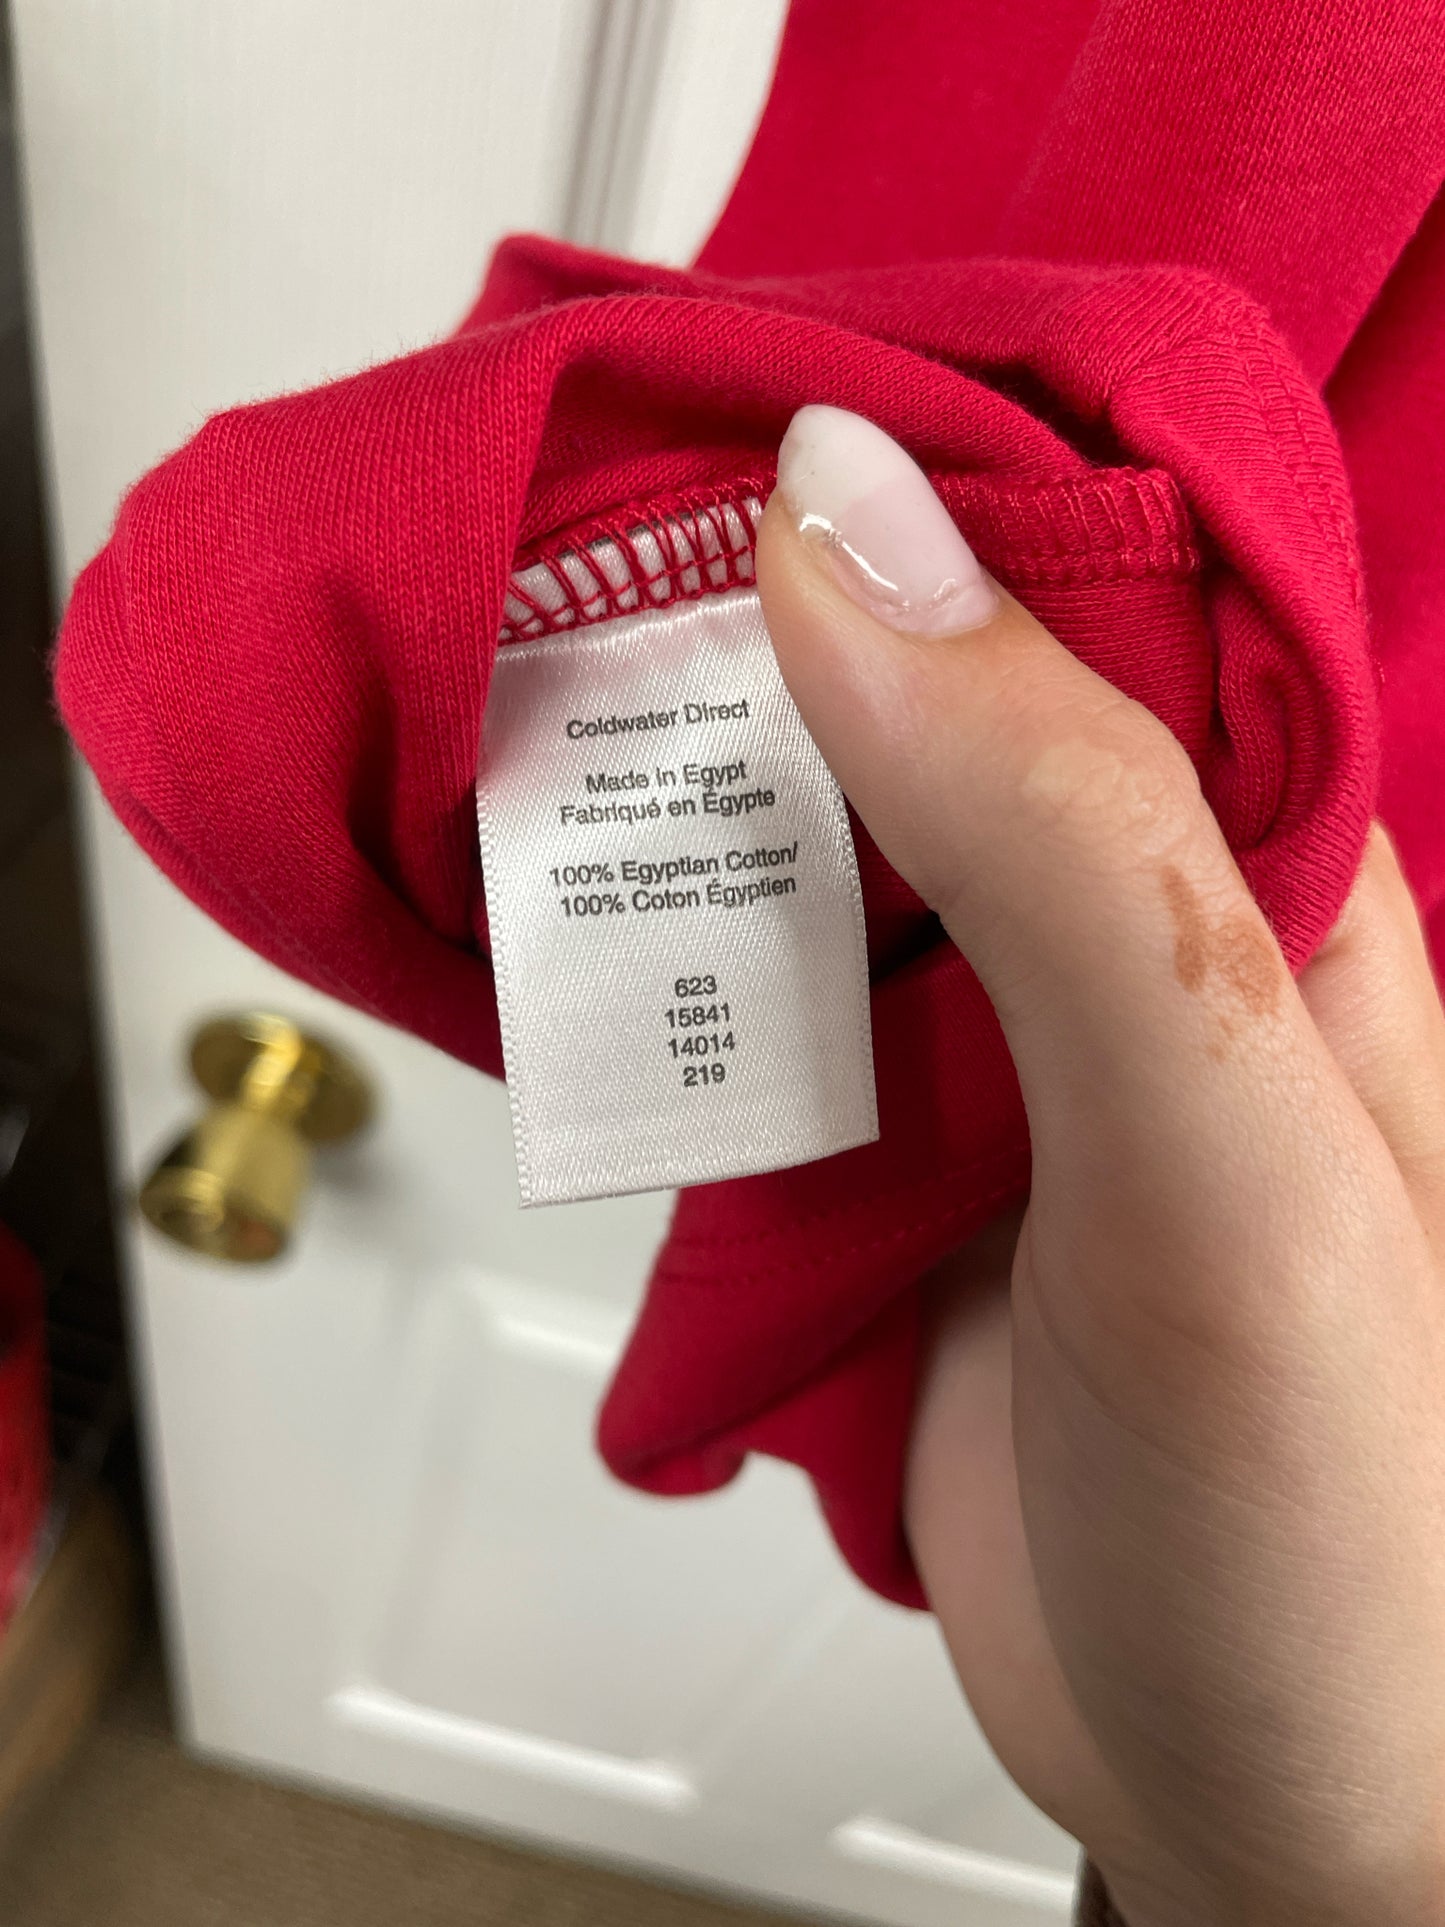 Coldwater Direct
Made in Egypt
Fabriqué en Égypte
100% Egyptian Cotton/
100% Coton Égyptien
623
15841
14014
219